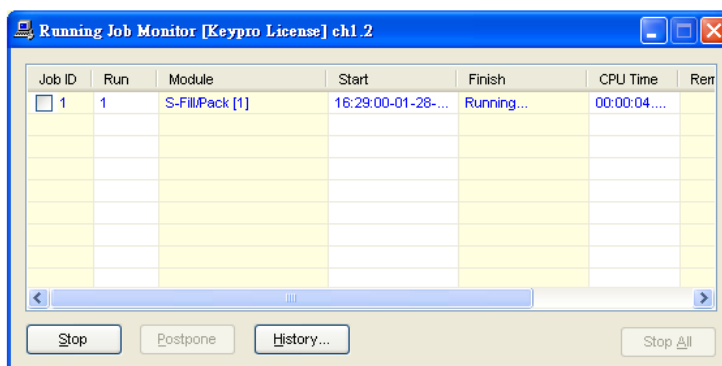 Running Job Monitor [Keypro License] ch1.2
Job ID Run Module Start Finish CPU Time Rem
1 1 S-Fill/Pack [1] 16:29:00-01-28-... Running... 00:00:04....
Stop Postpone History... Stop All